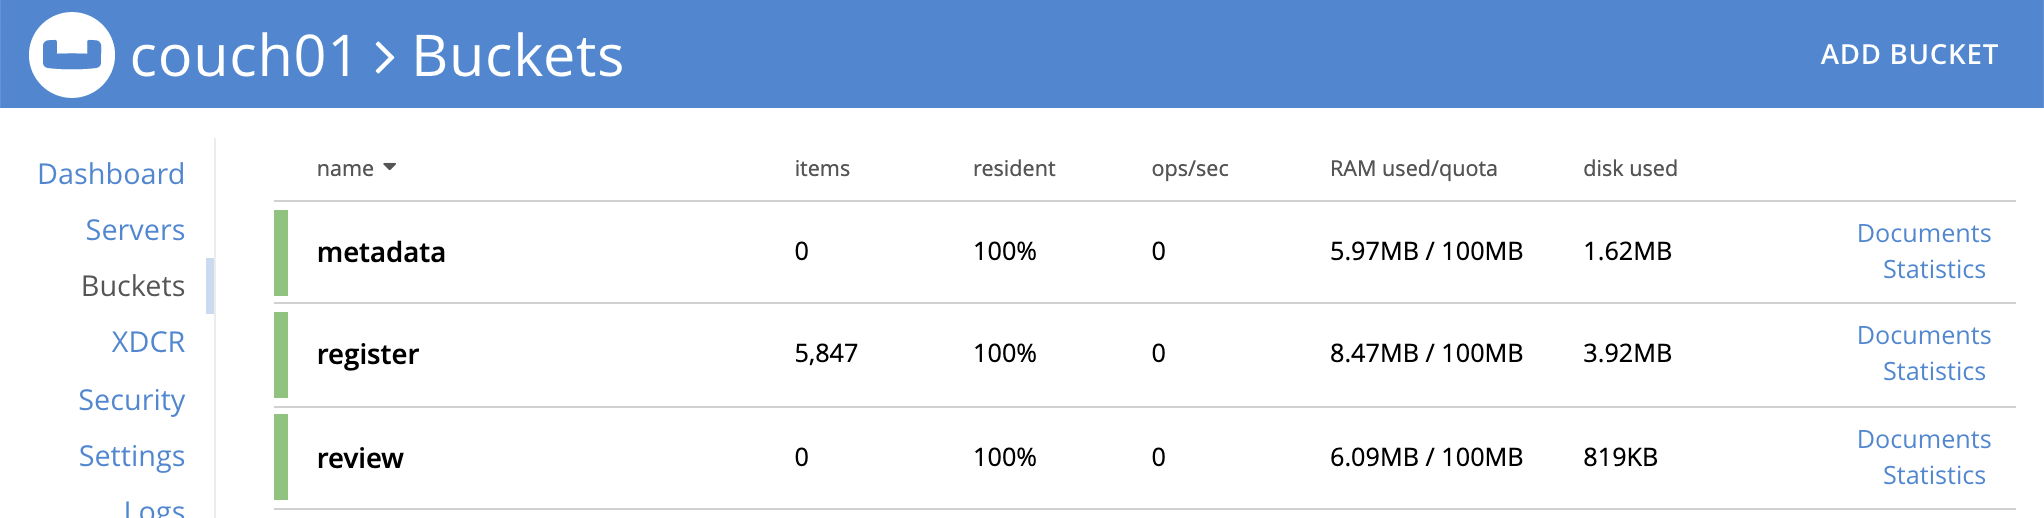 couch01 > Buckets
ADD BUCKET
Dashboard
Servers
Buckets
XDCR
Security
Settings
Logs
name items resident ops/sec RAM used/quota disk used
metadata 0 100% 0 5.97MB / 100MB 1.62MB Documents
Statistics
register 5,847 100% 0 8.47MB / 100MB 3.92MB Documents
Statistics
review 0 100% 0 6.09MB / 100MB 819KB Documents
Statistics